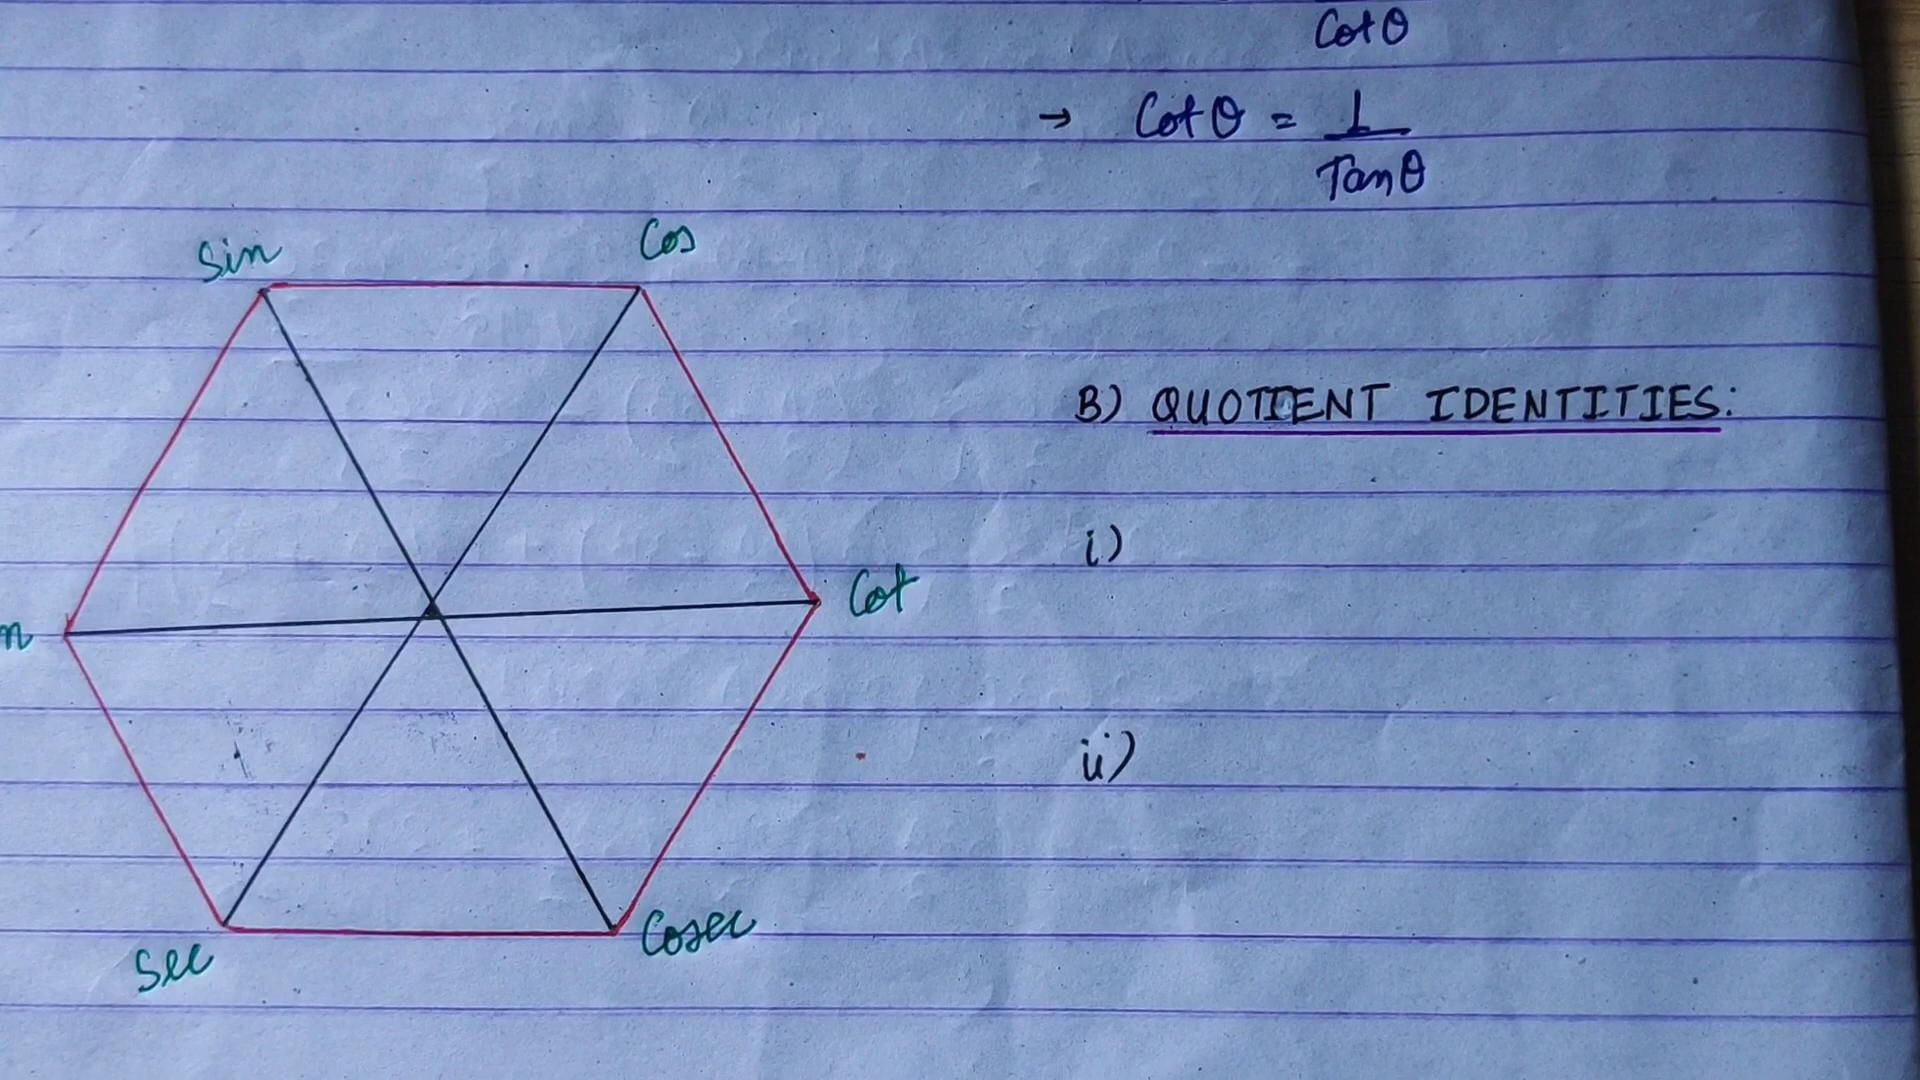 Cot θ
→ Cot θ = 1
Tan θ
Sin
Cos
B) QUOTIENT IDENTITIES:
i)
Cot
n
ii)
Cosec
Sec